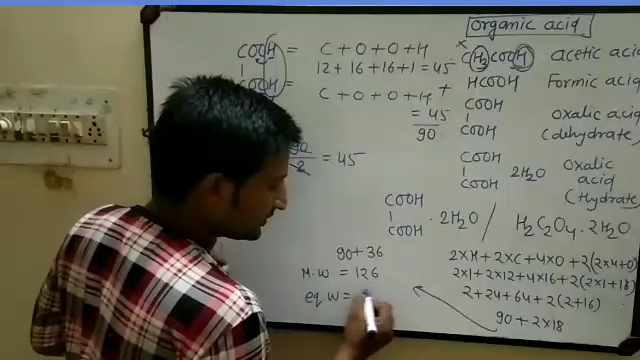 Organic acid
COOH = C + O + O + H
12 + 16 + 16 + 1 = 45
COOH = C + O + O + H
= 45
90
+
90/2 = 45
× CH2COOH acetic acid
HCOOH Formic acid
COOH
COOH
oxalic acid
(dehydrate)
COOH
COOH
2H2O
oxalic
acid
(Hydrate)
COOH
COOH
· 2H2O / H2C2O4·2H2O
90 + 36
M.W = 126
eq.W =
2×H + 2×C + 4×O + 2(2×H+O)
2×1 + 2×12 + 4×16 + 2(2×1+16)
2 + 24 + 64 + 2(2+16)
90 + 2×18